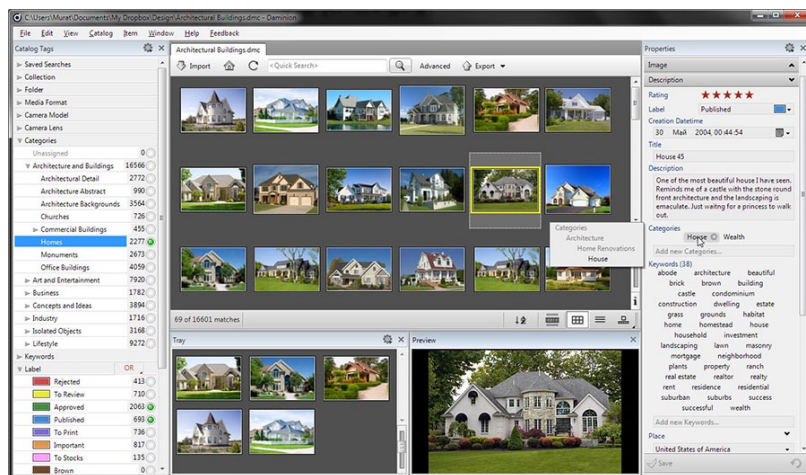 C:\Users\Murat\Documents\My Dropbox\Design\Architectural Buildings.dmc - Daminion
File Edit View Catalog Item Window Help Feedback
Catalog Tags
Saved Searches
Collection
Folder
Media Format
Camera Model
Camera Lens
Categories
Unassigned 0
Architecture and Buildings 16566
Architectural Detail 2772
Architecture Abstract 990
Architecture Backgrounds 3564
Churches 726
Commercial Buildings 455
Homes 2277
Monuments 2673
Office Buildings 4059
Art and Entertainment 7920
Business 1782
Concepts and Ideas 3894
Industry 1716
Isolated Objects 3168
Lifestyle 9272
Keywords
Label OR
Rejected 413
To Review 710
Approved 2063
Published 693
To Print 736
Important 817
To Stocks 135
Brown 0
Architectural Buildings.dmc
Import <Quick Search> Advanced Export
Categories
Architecture
Home Renovations
House
69 of 16601 matches
Tray
Preview
Properties
Image
Description
Rating
Label Published
Creation Datetime
30 Май 2004, 00:44:54
Title
House 45
Description
One of the most beautiful house I have seen.
Reminds me of a castle with the stone round
front architecture and the landscaping is
emaculate. Just waitng for a princess to walk
out.
Categories
House Wealth
Add new Categories...
Keywords (38)
abode architecture beautiful
brick brown building
castle condominium
construction dwelling estate
grass grounds habitat
home homestead house
household investment
landscaping lawn masonry
mortgage neighborhood
plants property ranch
real estate realtor realty
rent residence residential
suburban suburbs success
successful wealth
Add new Keywords...
Place
United States of America
Save